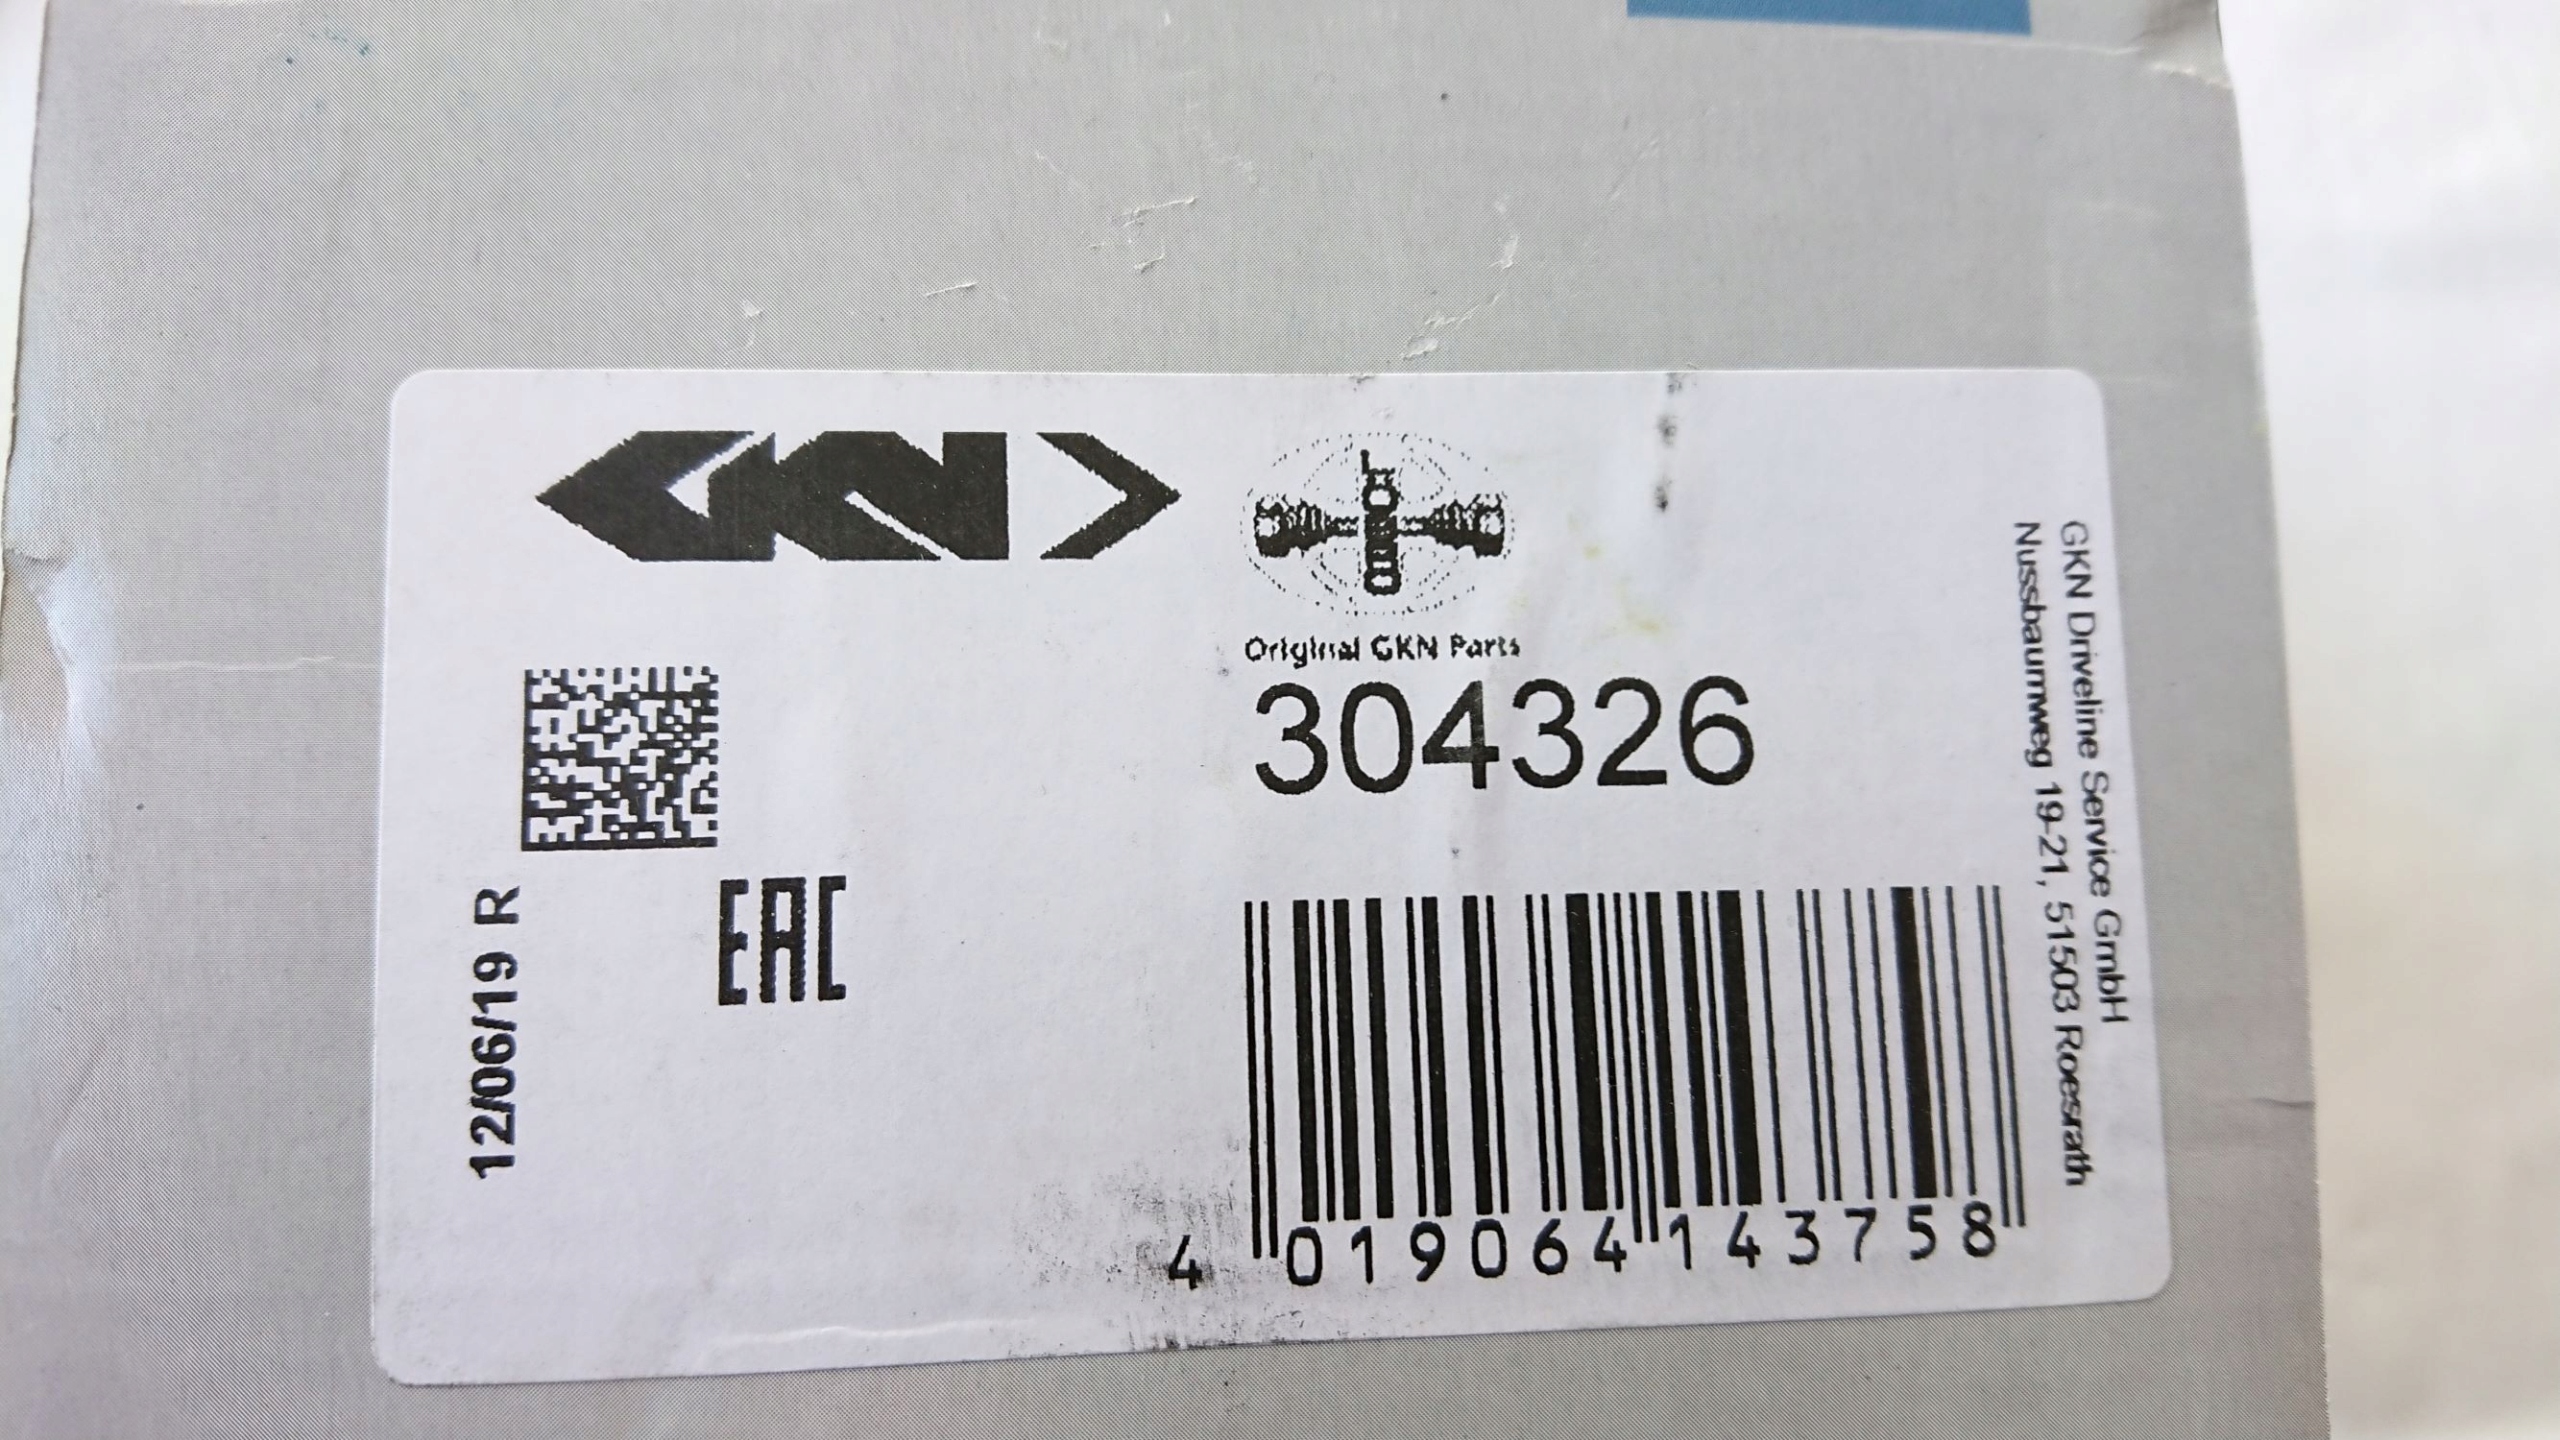 GKN
Original GKN Parts
304326
EAC
12/06/19 R
4 019064 143758
GKN Driveline Service GmbH
Nussbaumweg 19-21, 51503 Roesrath